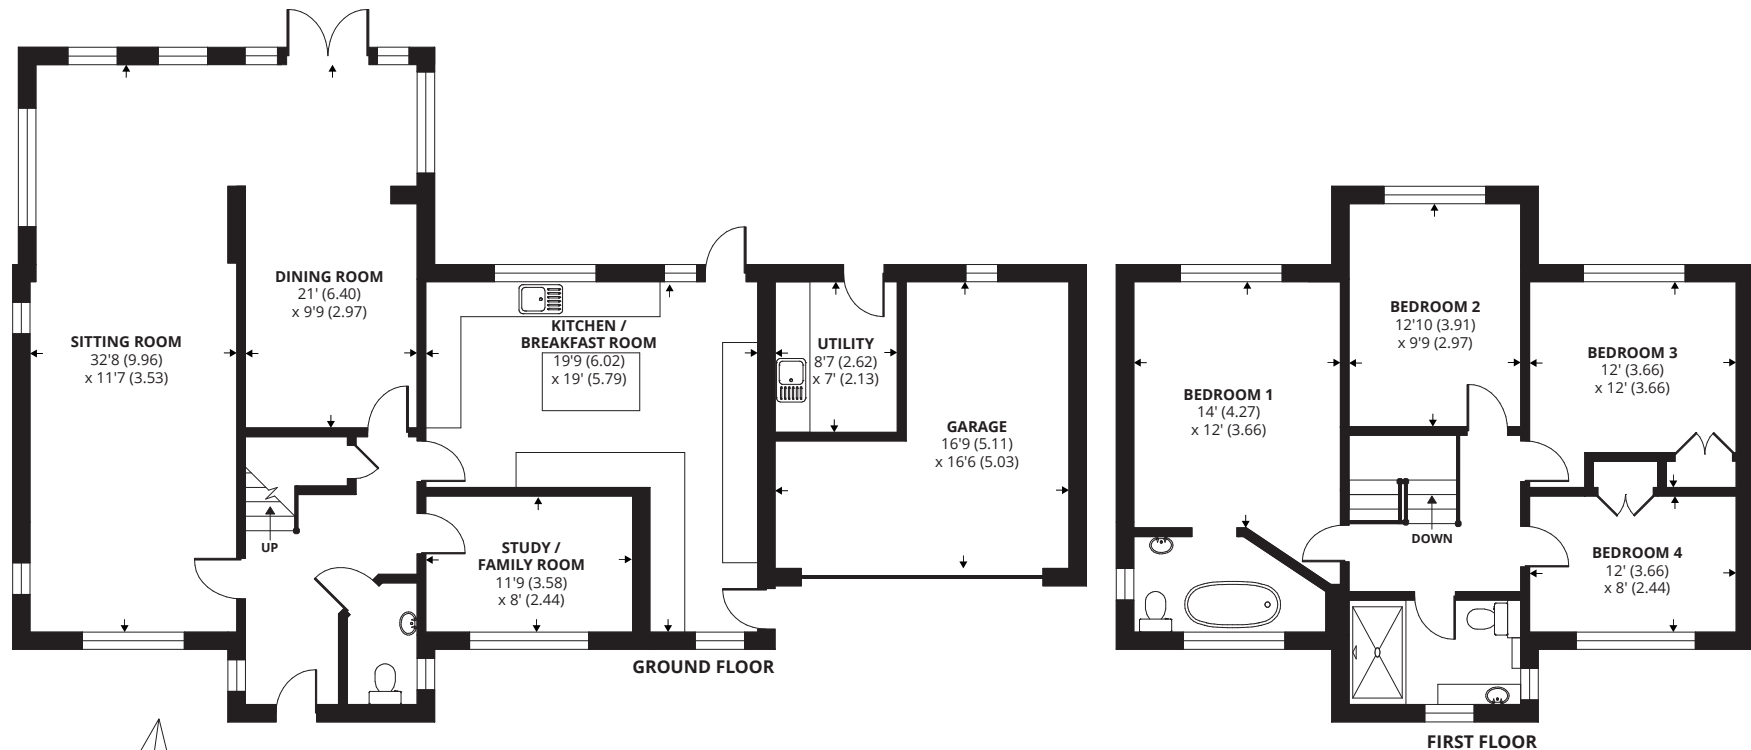 DINING ROOM
21' (6.40)
x 9'9 (2.97)
SITTING ROOM
32'8 (9.96)
x 11'7 (3.53)
KITCHEN /
BREAKFAST ROOM
19'9 (6.02)
x 19' (5.79)
UTILITY
8'7 (2.62)
x 7' (2.13)
GARAGE
16'9 (5.11)
x 16'6 (5.03)
UP
STUDY /
FAMILY ROOM
11'9 (3.58)
x 8' (2.44)
GROUND FLOOR
BEDROOM 1
14' (4.27)
x 12' (3.66)
BEDROOM 2
12'10 (3.91)
x 9'9 (2.97)
BEDROOM 3
12' (3.66)
x 12' (3.66)
DOWN
BEDROOM 4
12' (3.66)
x 8' (2.44)
FIRST FLOOR